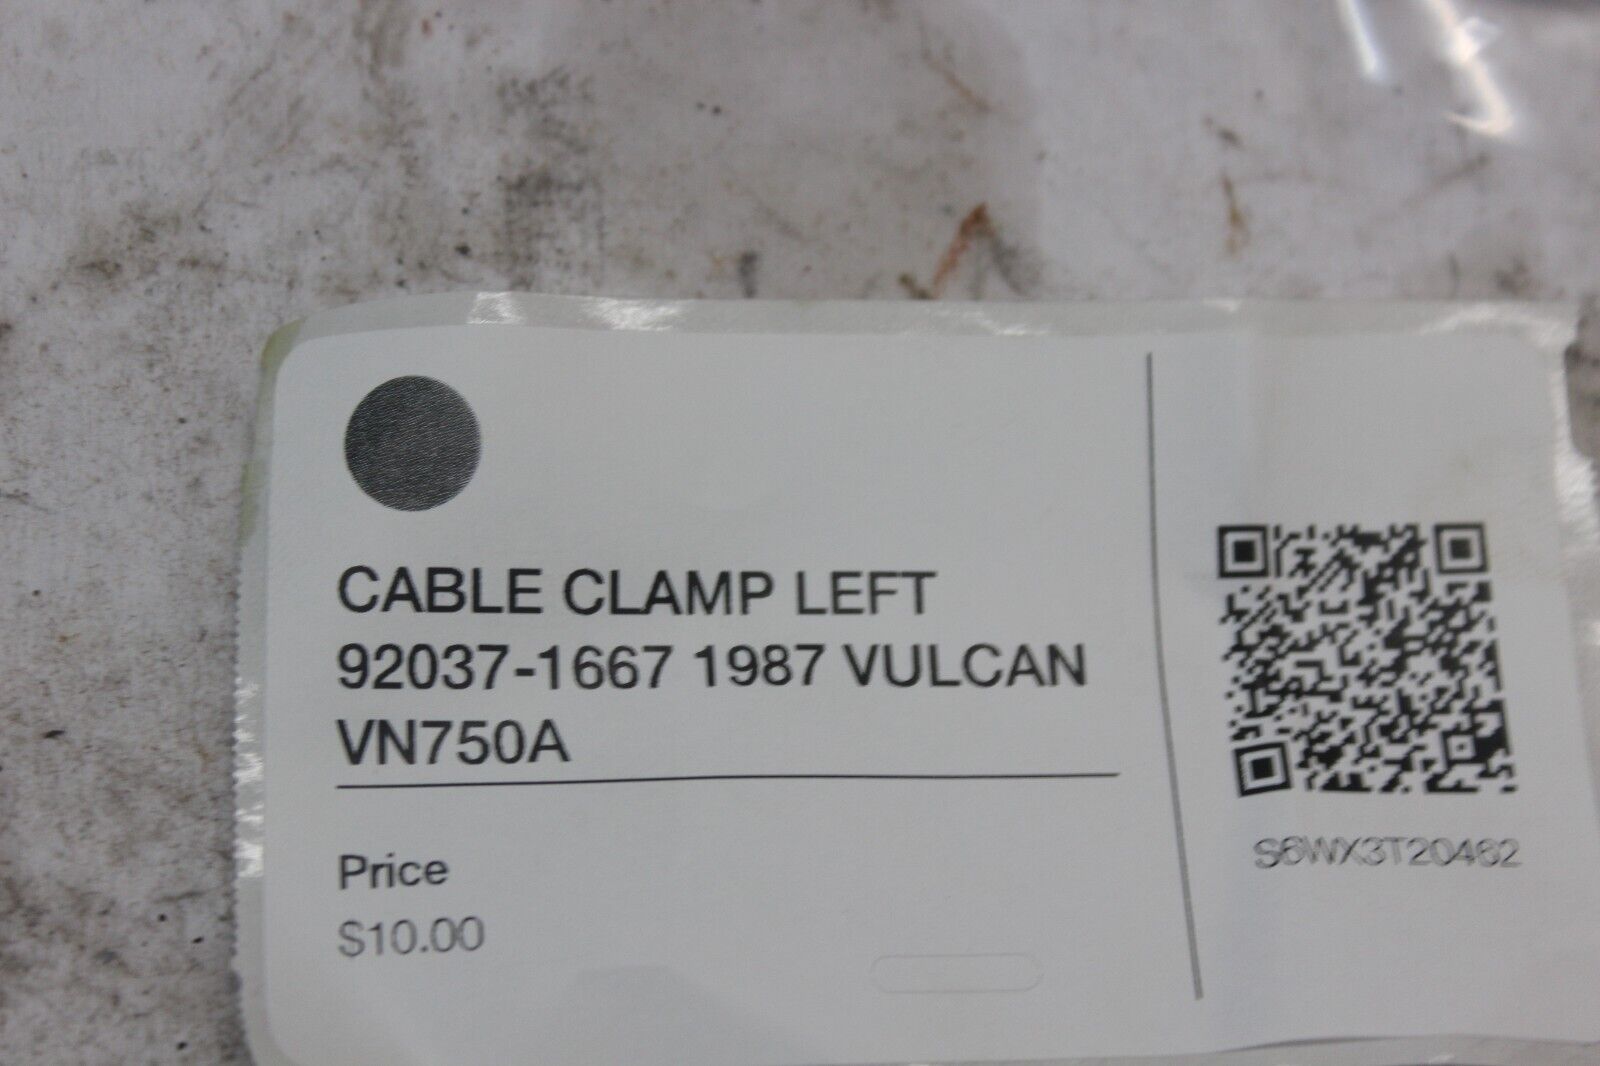 CABLE CLAMP LEFT
92037-1667 1987 VULCAN
VN750A
Price
$10.00
S6WX3T20462